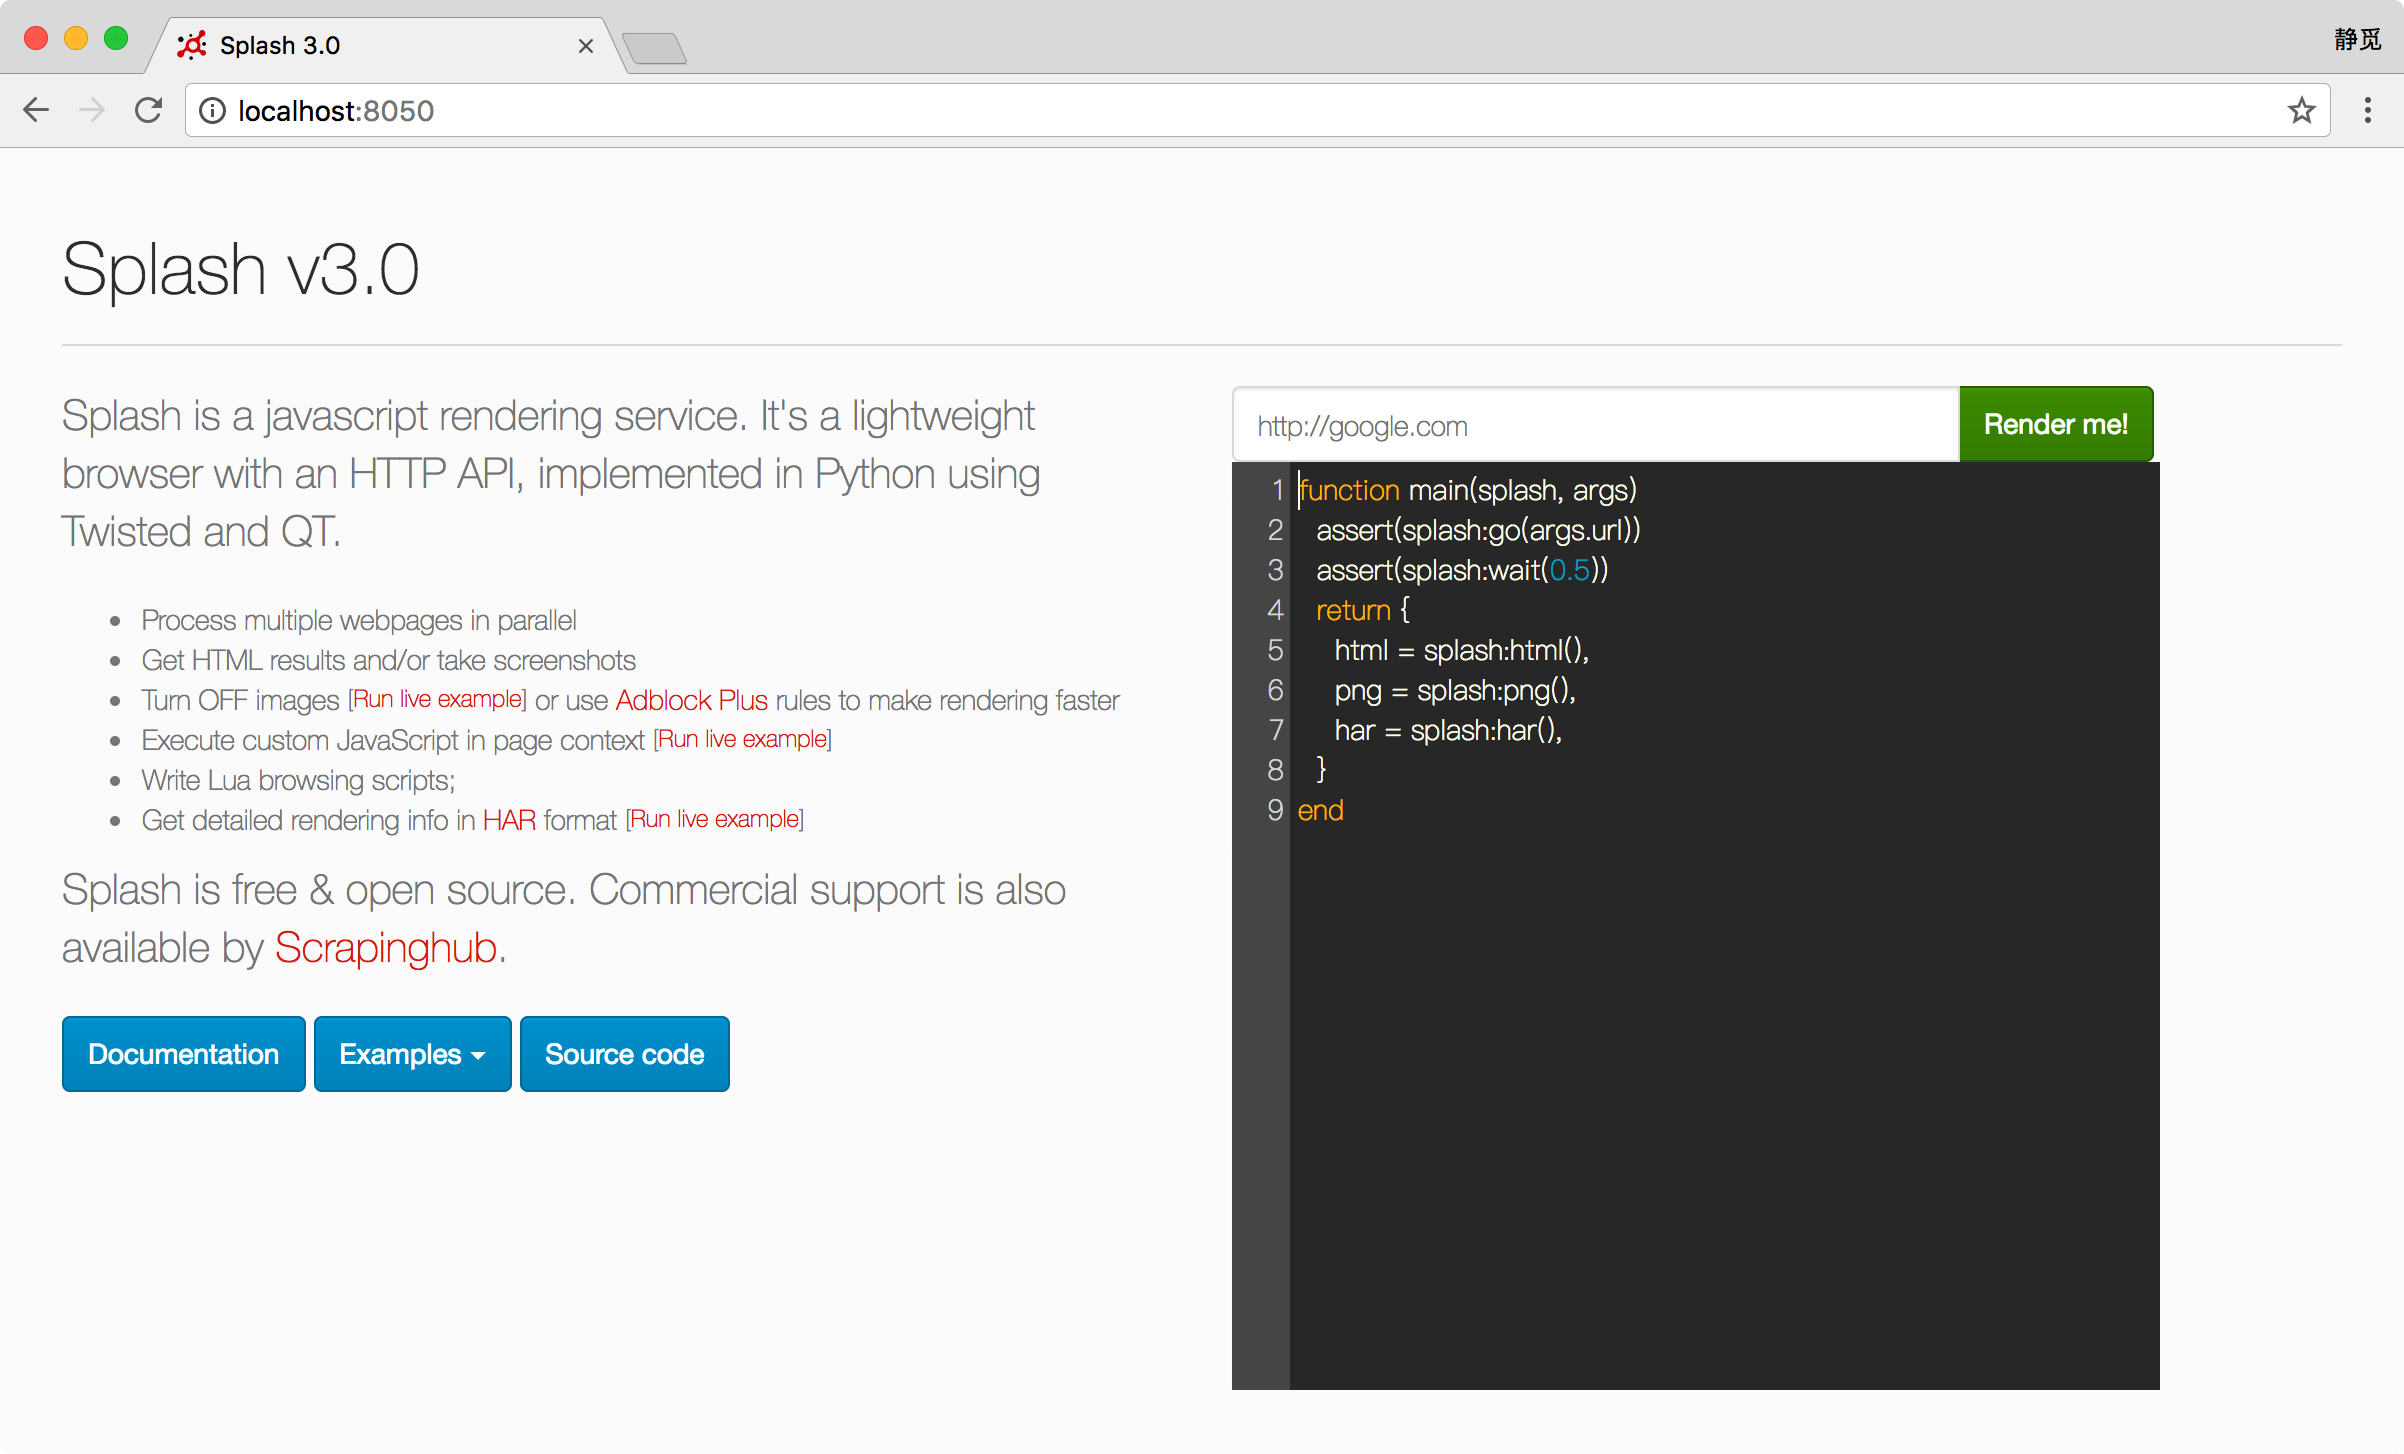 Splash 3.0
静觅
localhost:8050
Splash v3.0
Splash is a javascript rendering service. It's a lightweight
browser with an HTTP API, implemented in Python using
Twisted and QT.
Process multiple webpages in parallel
Get HTML results and/or take screenshots
Turn OFF images [Run live example] or use Adblock Plus rules to make rendering faster
Execute custom JavaScript in page context [Run live example]
Write Lua browsing scripts;
Get detailed rendering info in HAR format [Run live example]
Splash is free & open source. Commercial support is also
available by Scrapinghub.
Documentation
Examples
Source code
http://google.com
Render me!
1 function main(splash, args)
2 assert(splash:go(args.url))
3 assert(splash:wait(0.5))
4 return {
5 html = splash:html(),
6 png = splash:png(),
7 har = splash:har(),
8 }
9 end